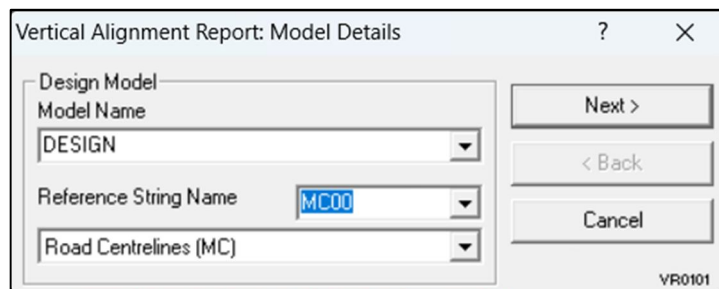 Vertical Alignment Report: Model Details ? X
Design Model
Model Name
DESIGN
Reference String Name MC00
Road Centrelines (MC)
Next >
< Back
Cancel
VR0101